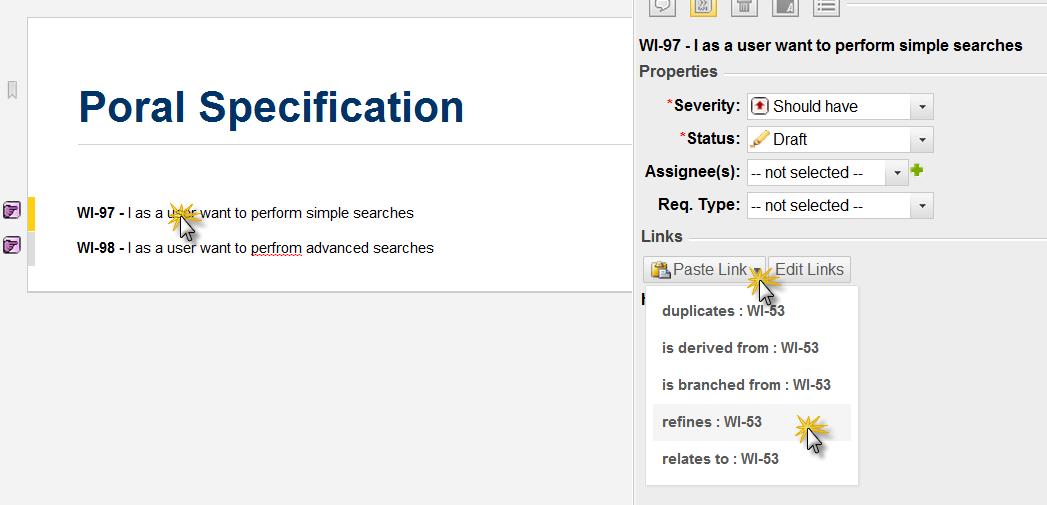 Poral Specification
WI-97 - I as a user want to perform simple searches
WI-98 - I as a user want to perfrom advanced searches
WI-97 - I as a user want to perform simple searches
Properties
*Severity: Should have
*Status: Draft
Assignee(s): -- not selected --
Req. Type: -- not selected --
Links
Paste Link Edit Links
duplicates : WI-53
is derived from : WI-53
is branched from : WI-53
refines : WI-53
relates to : WI-53